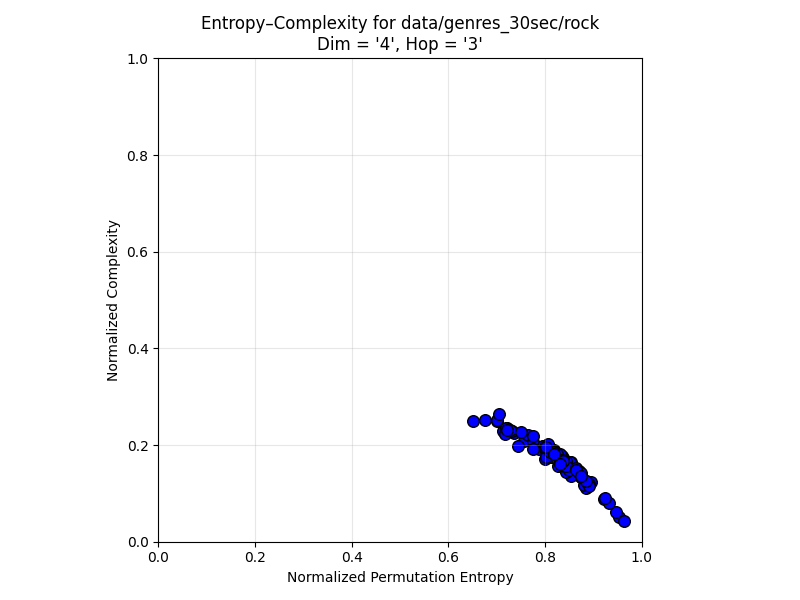 Entropy–Complexity for data/genres_30sec/rock
Dim = '4', Hop = '3'
Normalized Complexity
1.0
0.8
0.6
0.4
0.2
0.0
0.0 0.2 0.4 0.6 0.8 1.0
Normalized Permutation Entropy